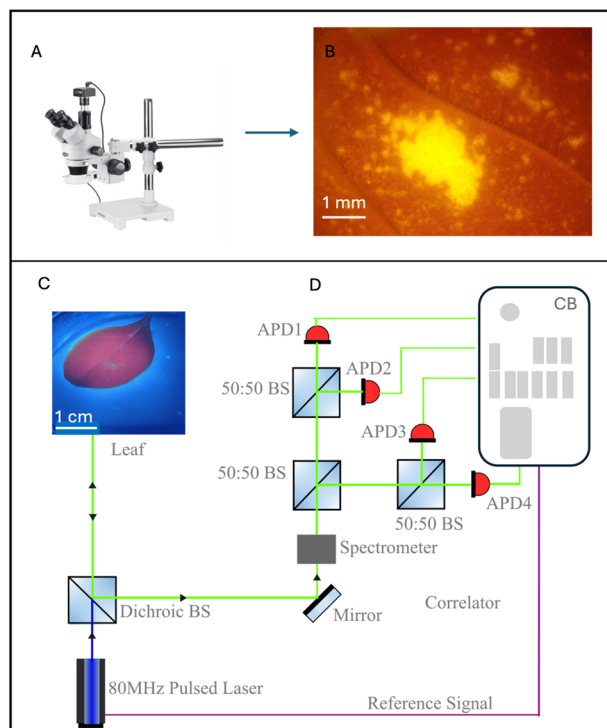 A
B
1 mm
C
D
CB
APD1
APD2
50:50 BS
1 cm
APD3
Leaf
50:50 BS
APD4
50:50 BS
Spectrometer
Dichroic BS
Mirror
Correlator
80MHz Pulsed Laser
Reference Signal